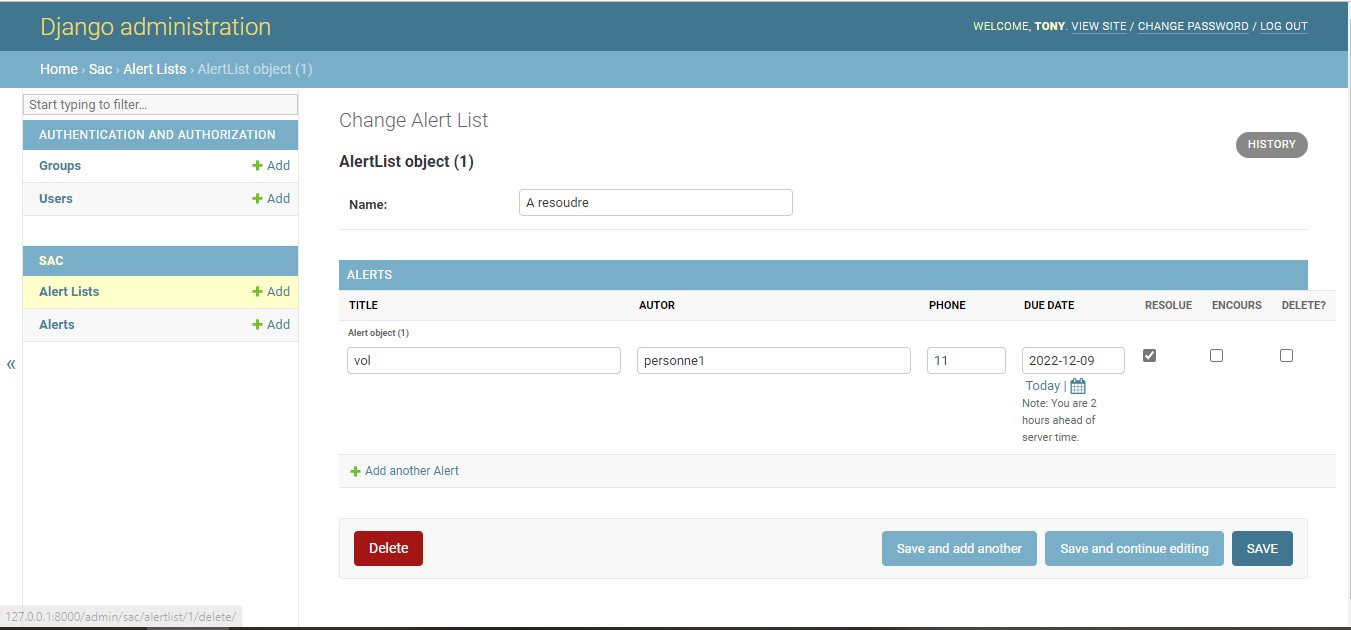 Django administration
WELCOME, TONY. VIEW SITE / CHANGE PASSWORD / LOG OUT
Home › Sac › Alert Lists › AlertList object (1)
Start typing to filter...
AUTHENTICATION AND AUTHORIZATION
Groups + Add
Users + Add
SAC
Alert Lists + Add
Alerts + Add
«
Change Alert List
HISTORY
AlertList object (1)
Name: A resoudre
ALERTS
TITLE AUTOR PHONE DUE DATE RESOLUE ENCOURS DELETE?
Alert object (1)
vol personne1 11 2022-12-09
Today |
Note: You are 2
hours ahead of
server time.
+ Add another Alert
Delete Save and add another Save and continue editing SAVE
127.0.0.1:8000/admin/sac/alertlist/1/delete/